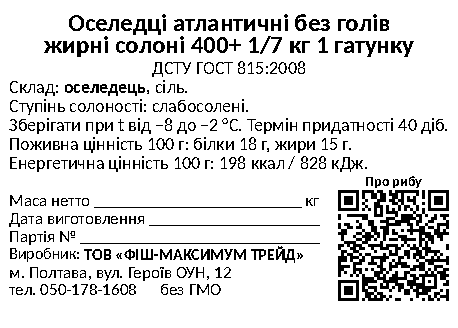 Оселедці атлантичні без голів
жирні солоні 400+ 1/7 кг 1 гатунку
ДСТУ ГОСТ 815:2008
Склад: оселедець, сіль.
Ступінь солоності: слабосолені.
Зберігати при t від –8 до –2 °С. Термін придатності 40 діб.
Поживна цінність 100 г: білки 18 г, жири 15 г.
Енергетична цінність 100 г: 198 ккал / 828 кДж.
Про рибу
Маса нетто ____________________ кг
Дата виготовлення ____________________
Партія № ____________________
Виробник: ТОВ «ФІШ-МАКСИМУМ ТРЕЙД»
м. Полтава, вул. Героїв ОУН, 12
тел. 050-178-1608 без ГМО